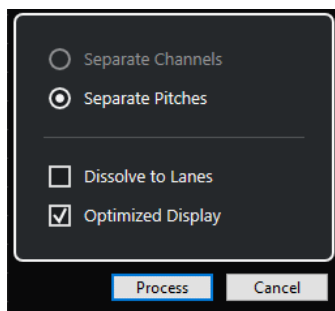 Separate Channels
Separate Pitches
Dissolve to Lanes
Optimized Display
Process
Cancel